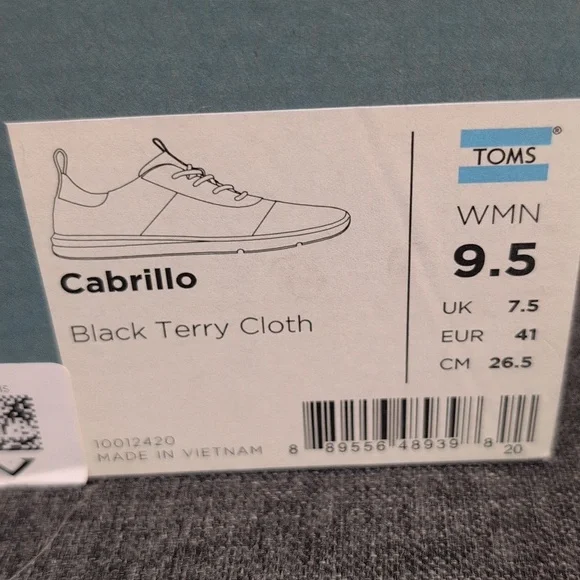 TOMS®
WMN
9.5
UK 7.5
EUR 41
CM 26.5
Cabrillo
Black Terry Cloth
10012420
MADE IN VIETNAM
8 89556 48939 8
20